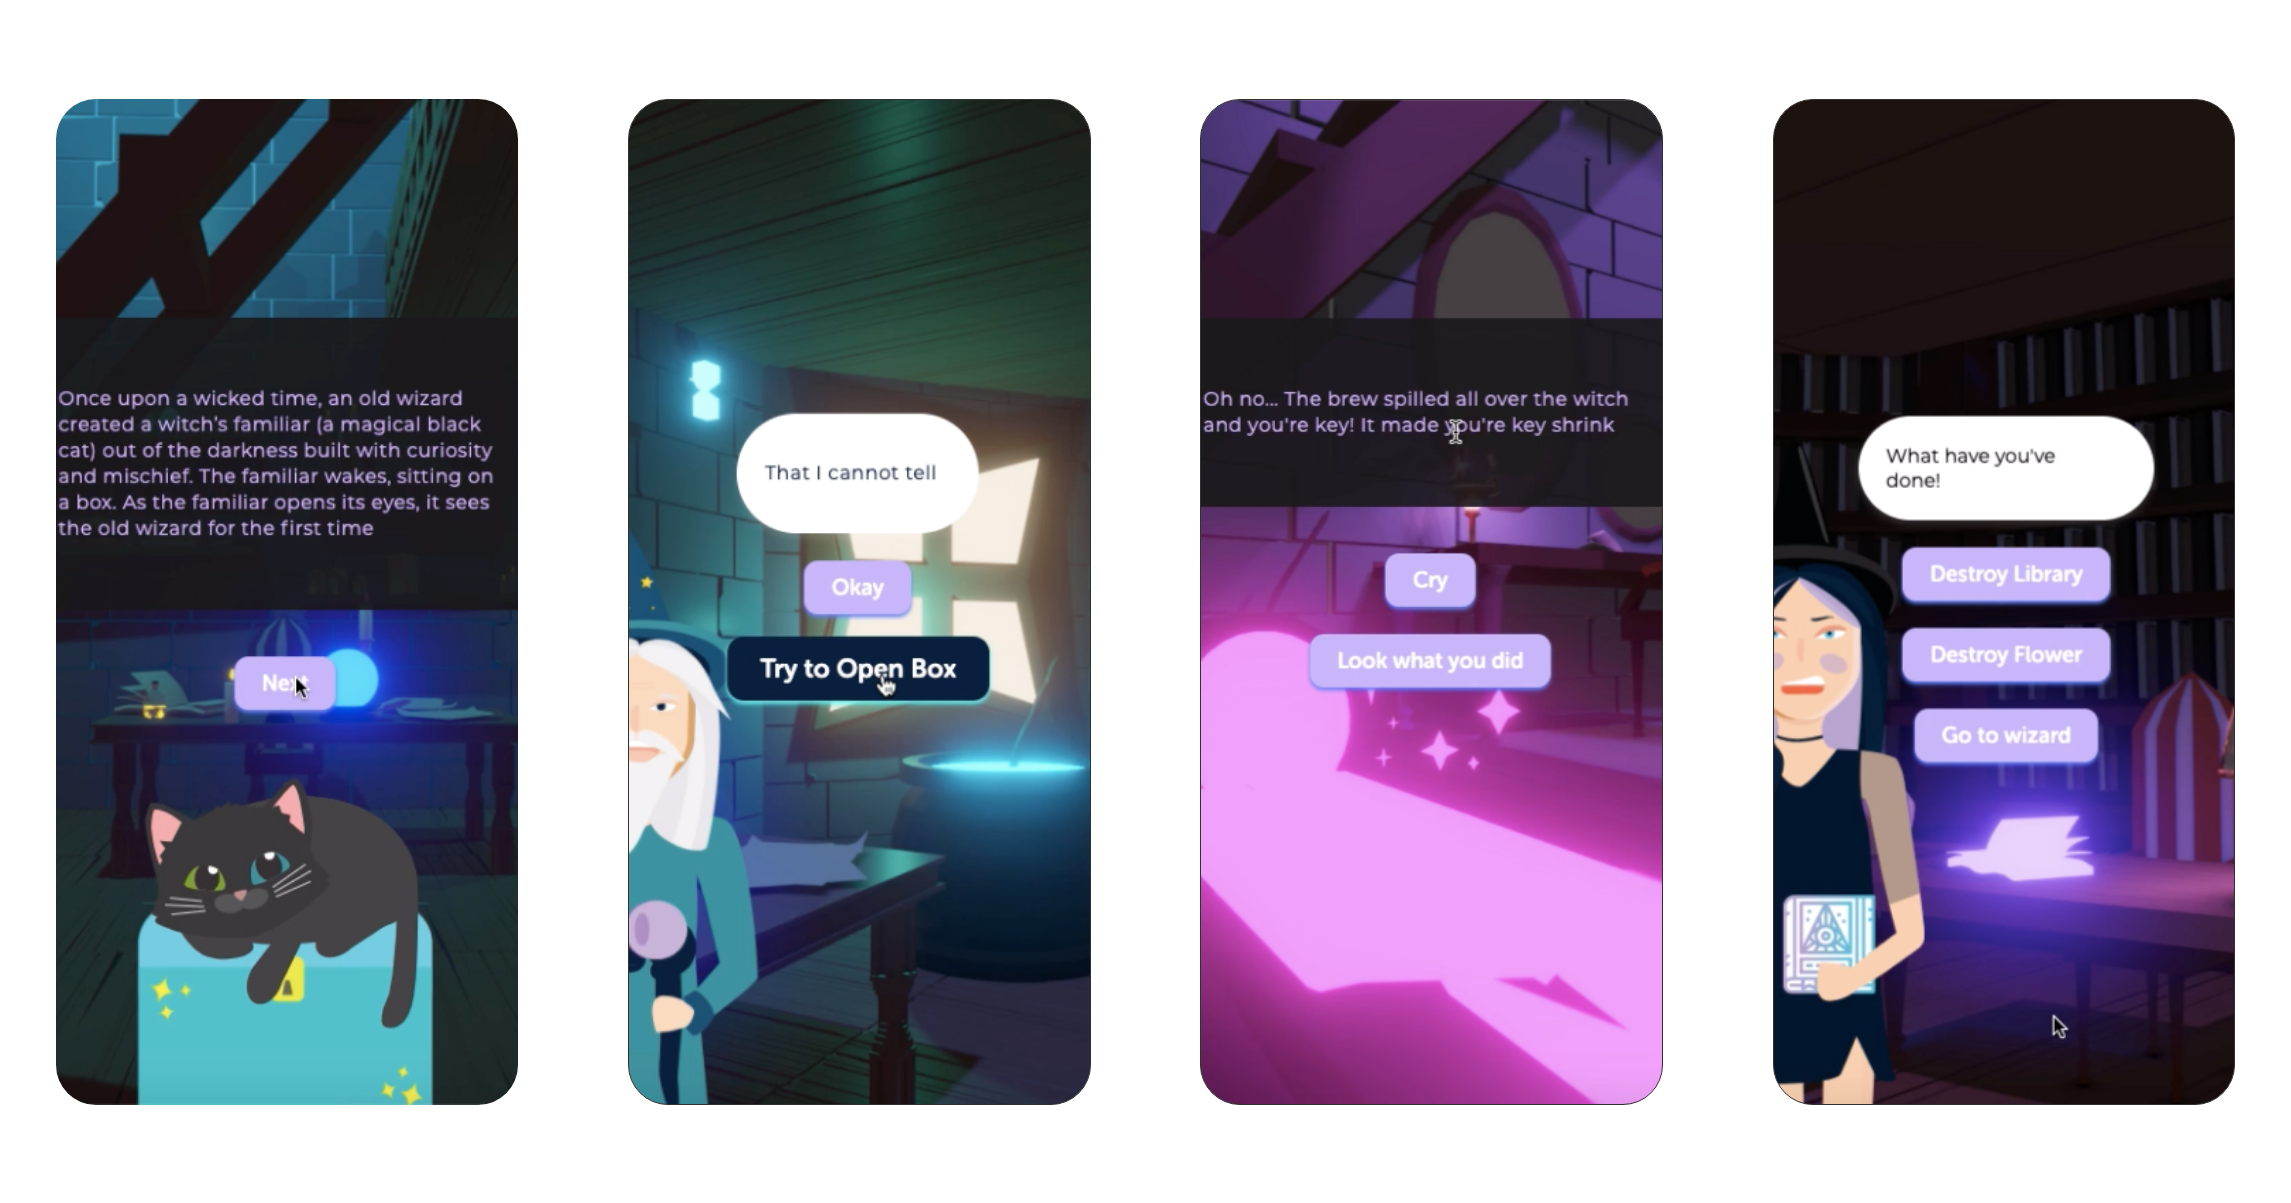 Once upon a wicked time, an old wizard
created a witch's familiar (a magical black
cat) out of the darkness built with curiosity
and mischief. The familiar wakes, sitting on
a box. As the familiar opens its eyes, it sees
the old wizard for the first time
Next
That I cannot tell
Okay
Try to Open Box
Oh no... The brew spilled all over the witch
and you're key! It made you're key shrink
Cry
Look what you did
What have you've
done!
Destroy Library
Destroy Flower
Go to wizard